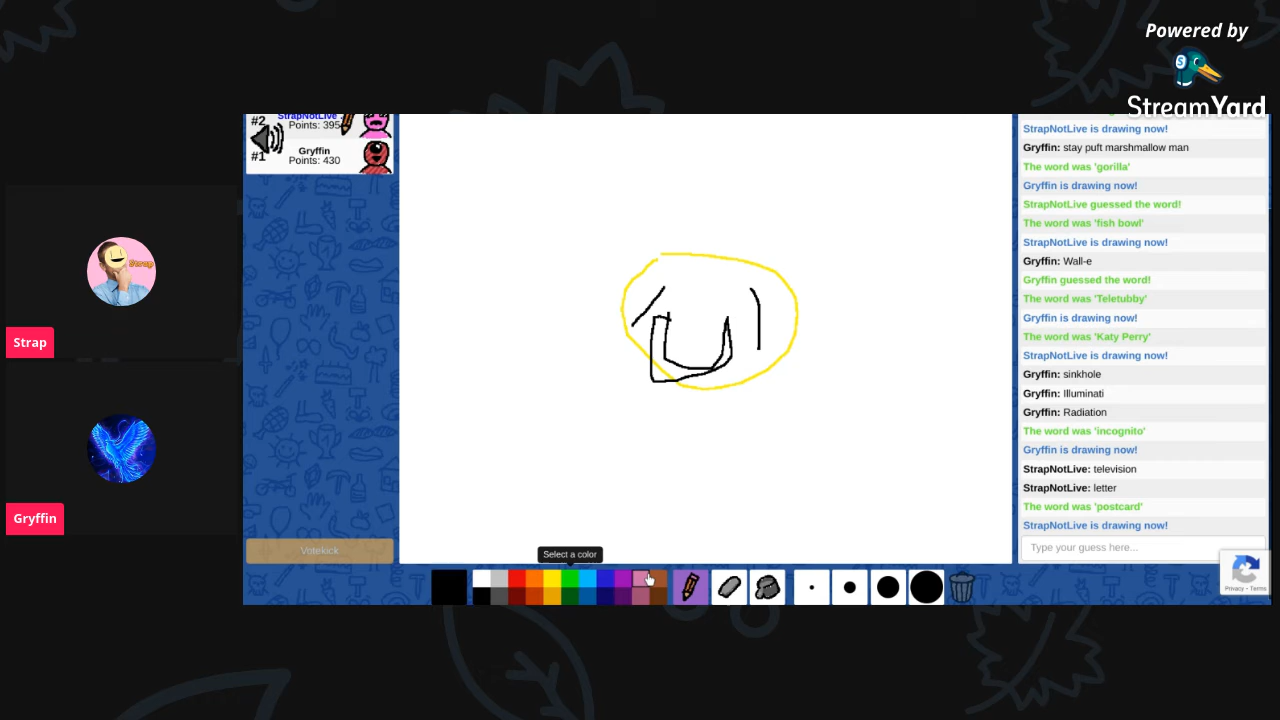 Powered by
StreamYard
#2
StrapNotLive
Points: 395
#1
Gryffin
Points: 430
StrapNotLive is drawing now!
Gryffin: stay puft marshmallow man
The word was 'gorilla'
Gryffin is drawing now!
StrapNotLive guessed the word!
The word was 'fish bowl'
StrapNotLive is drawing now!
Gryffin: Wall-e
Gryffin guessed the word!
The word was 'Teletubby'
Gryffin is drawing now!
The word was 'Katy Perry'
StrapNotLive is drawing now!
Gryffin: sinkhole
Gryffin: Illuminati
Gryffin: Radiation
The word was 'incognito'
Gryffin is drawing now!
StrapNotLive: television
StrapNotLive: letter
The word was 'postcard'
StrapNotLive is drawing now!
Type your guess here...
Strap
Strap
Gryffin
Votekick
Select a color
Privacy - Terms